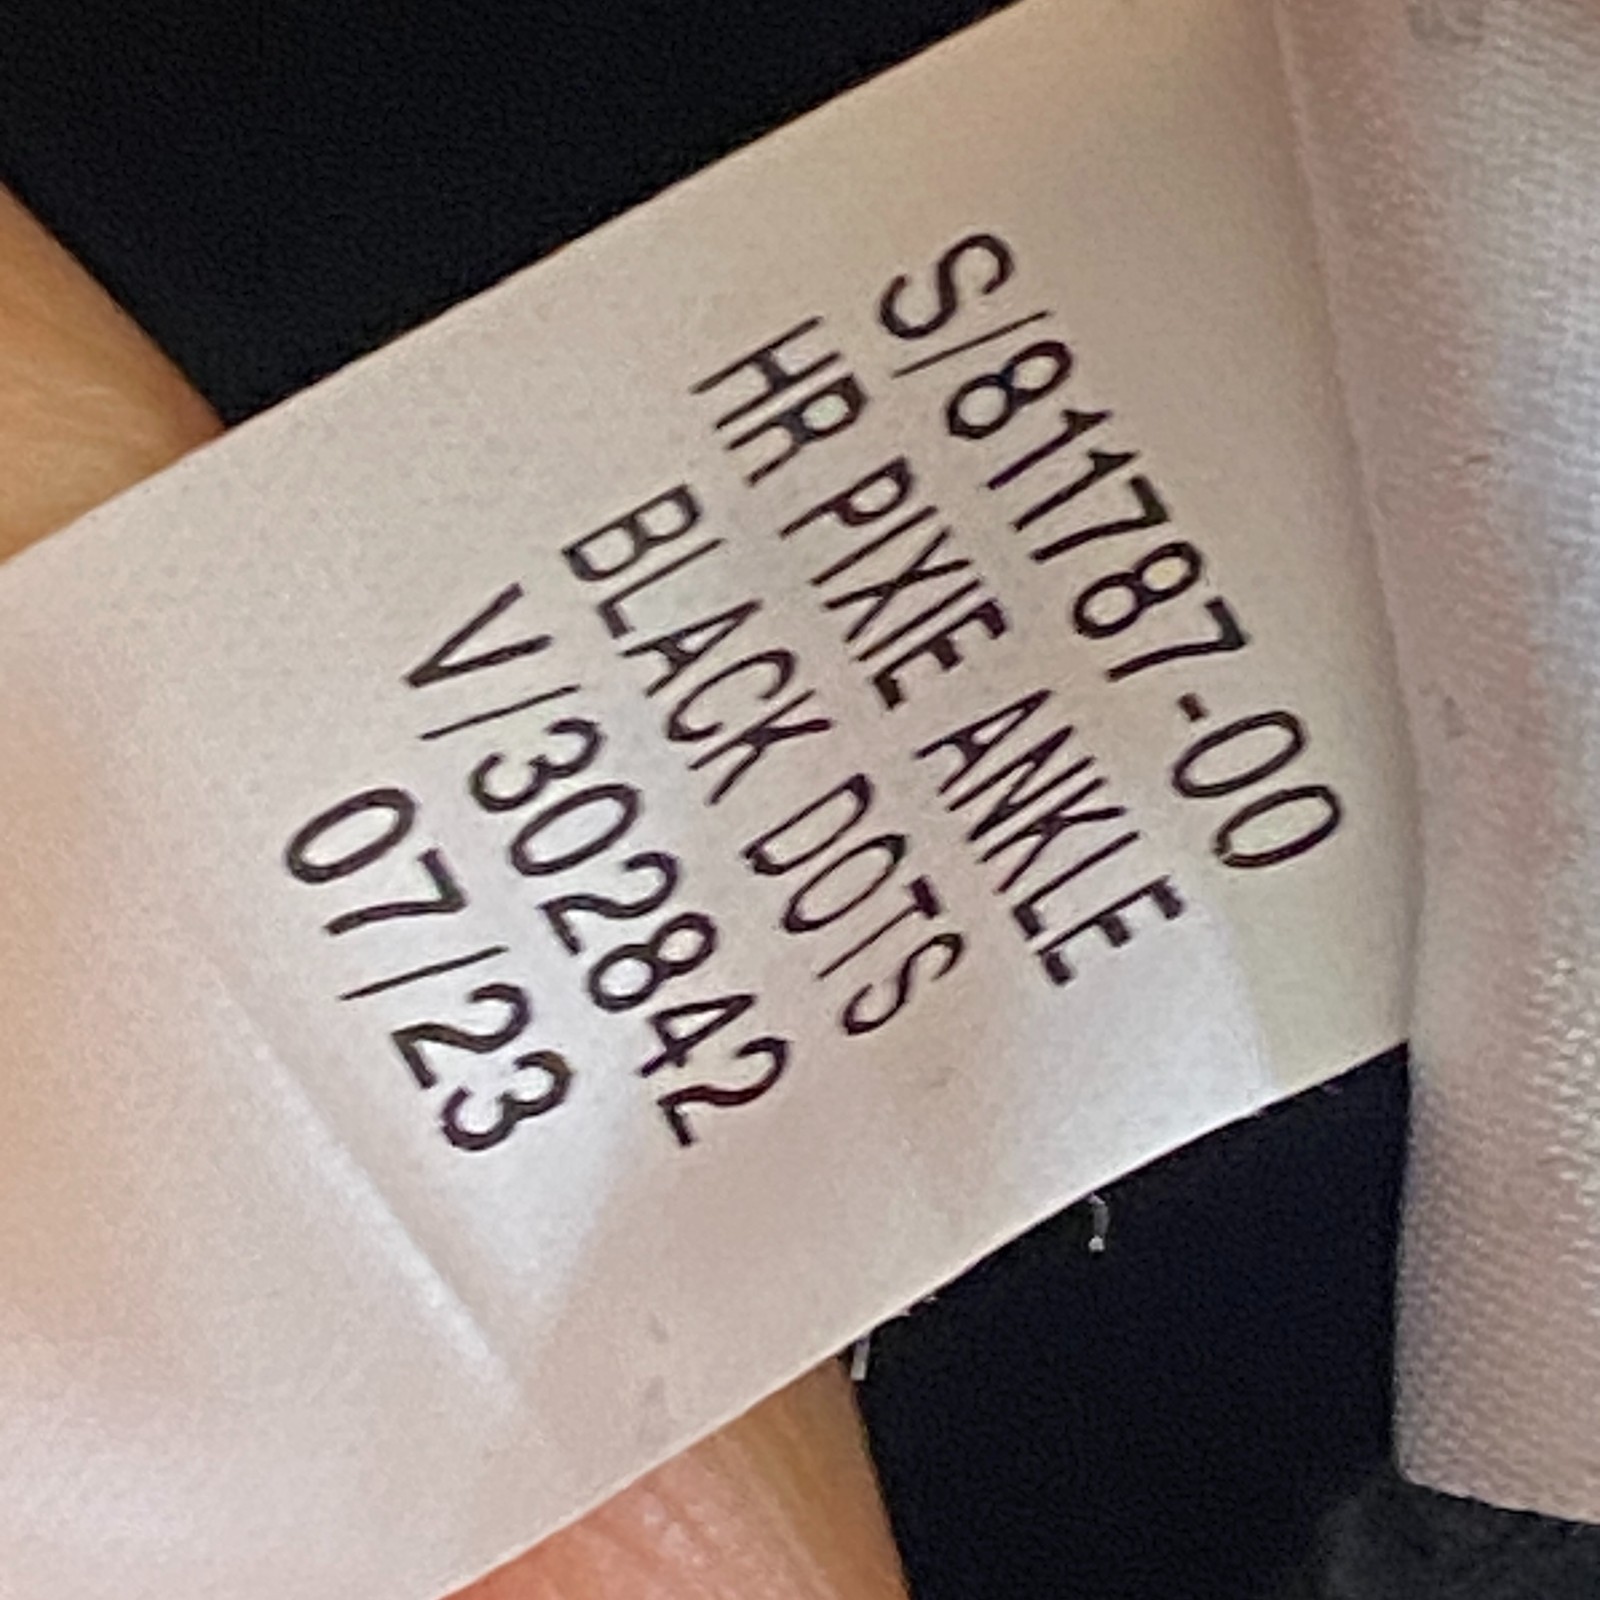 S/811787-00
HR PIXIE ANKLE
BLACK DOTS
V/302842
07/23